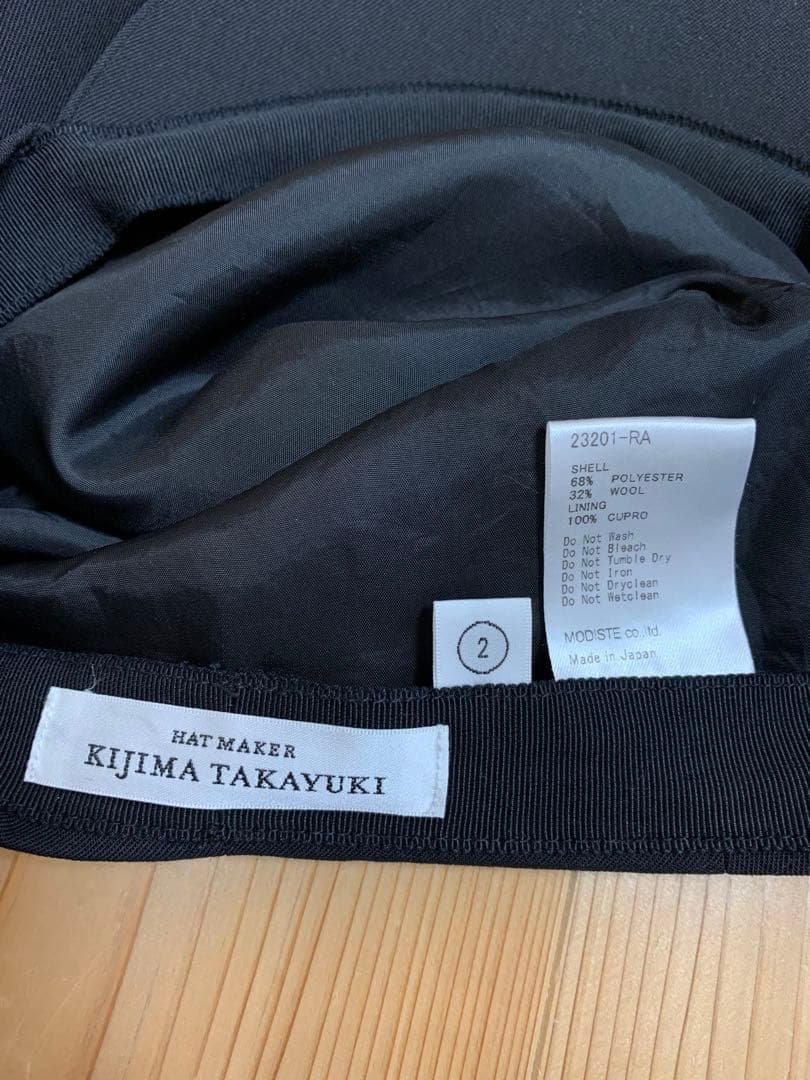 23201-RA
SHELL
68% POLYESTER
32% WOOL
LINING
100% CUPRO
Do Not Wash
Do Not Bleach
Do Not Tumble Dry
Do Not Iron
Do Not Dryclean
Do Not Wetclean
MODISTE co.,ltd.
Made in Japan
2
HAT MAKER
KIJIMA TAKAYUKI